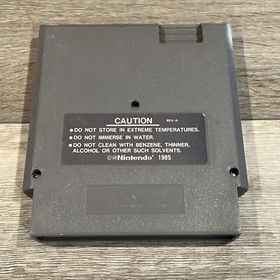 CAUTION REV-A
● DO NOT STORE IN EXTREME TEMPERATURES.
● DO NOT IMMERSE IN WATER.
● DO NOT CLEAN WITH BENZENE, THINNER,
ALCOHOL OR OTHER SUCH SOLVENTS.
©Nintendo 1985